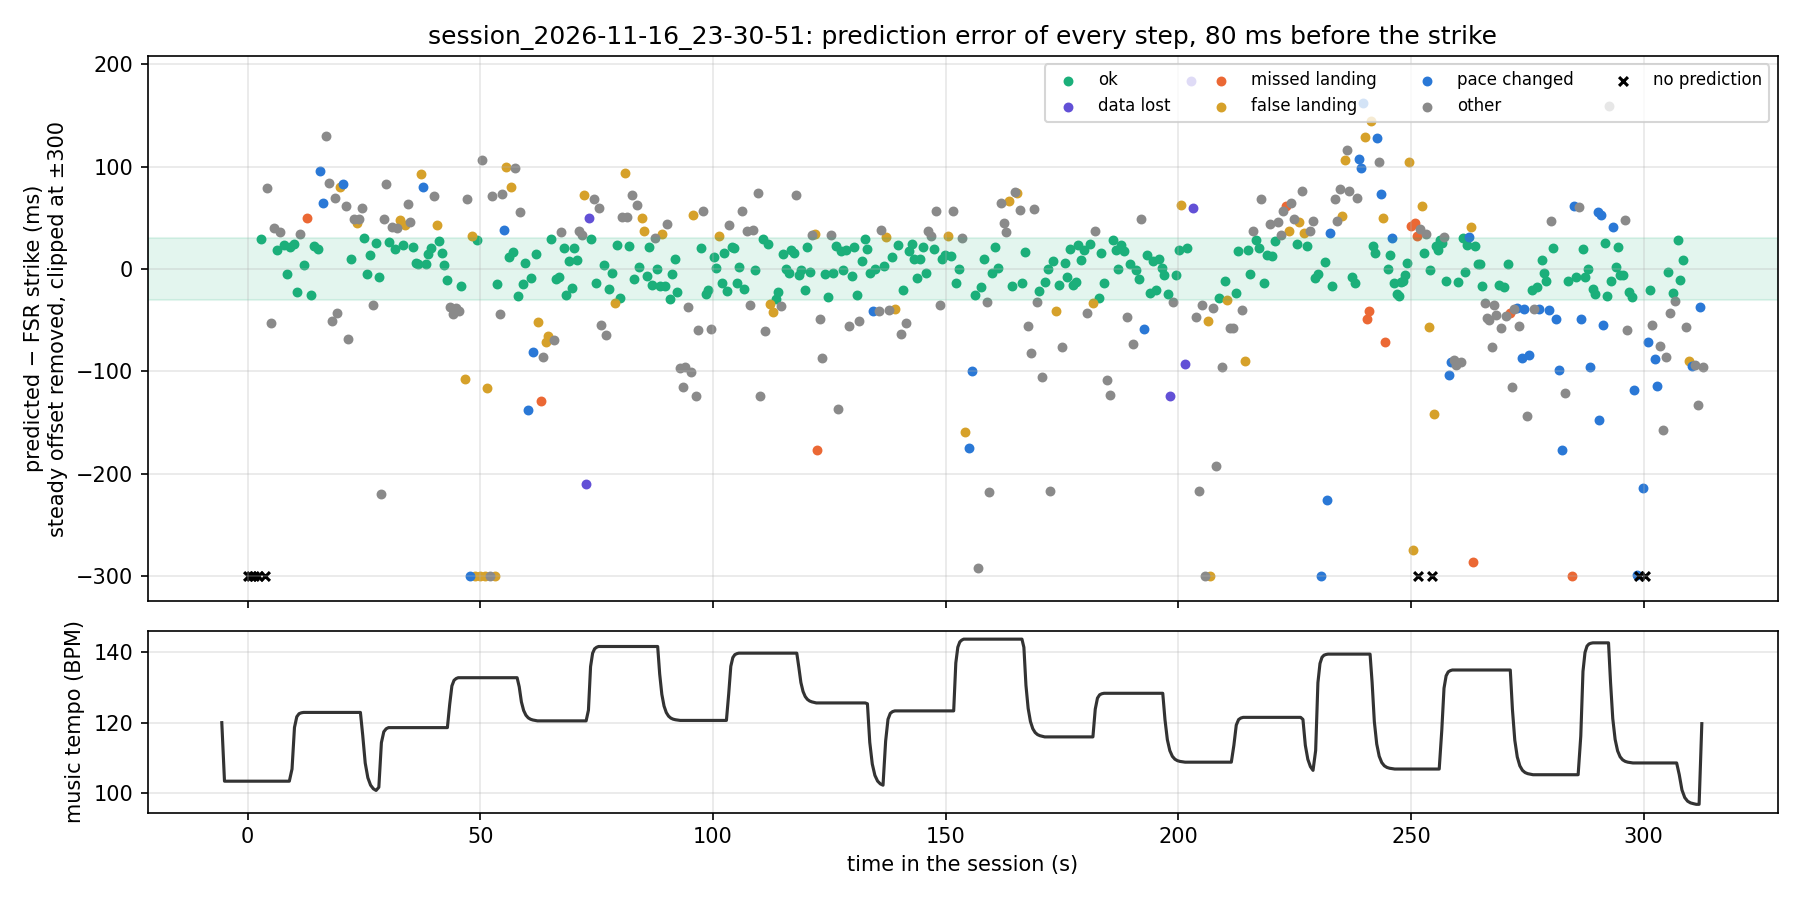 session_2026-11-16_23-30-51: prediction error of every step, 80 ms before the strike
predicted − FSR strike (ms)
steady offset removed, clipped at ±300
200
100
0
−100
−200
−300
ok
data lost
missed landing
false landing
pace changed
other
no prediction
music tempo (BPM)
140
120
100
0
50
100
150
200
250
300
time in the session (s)